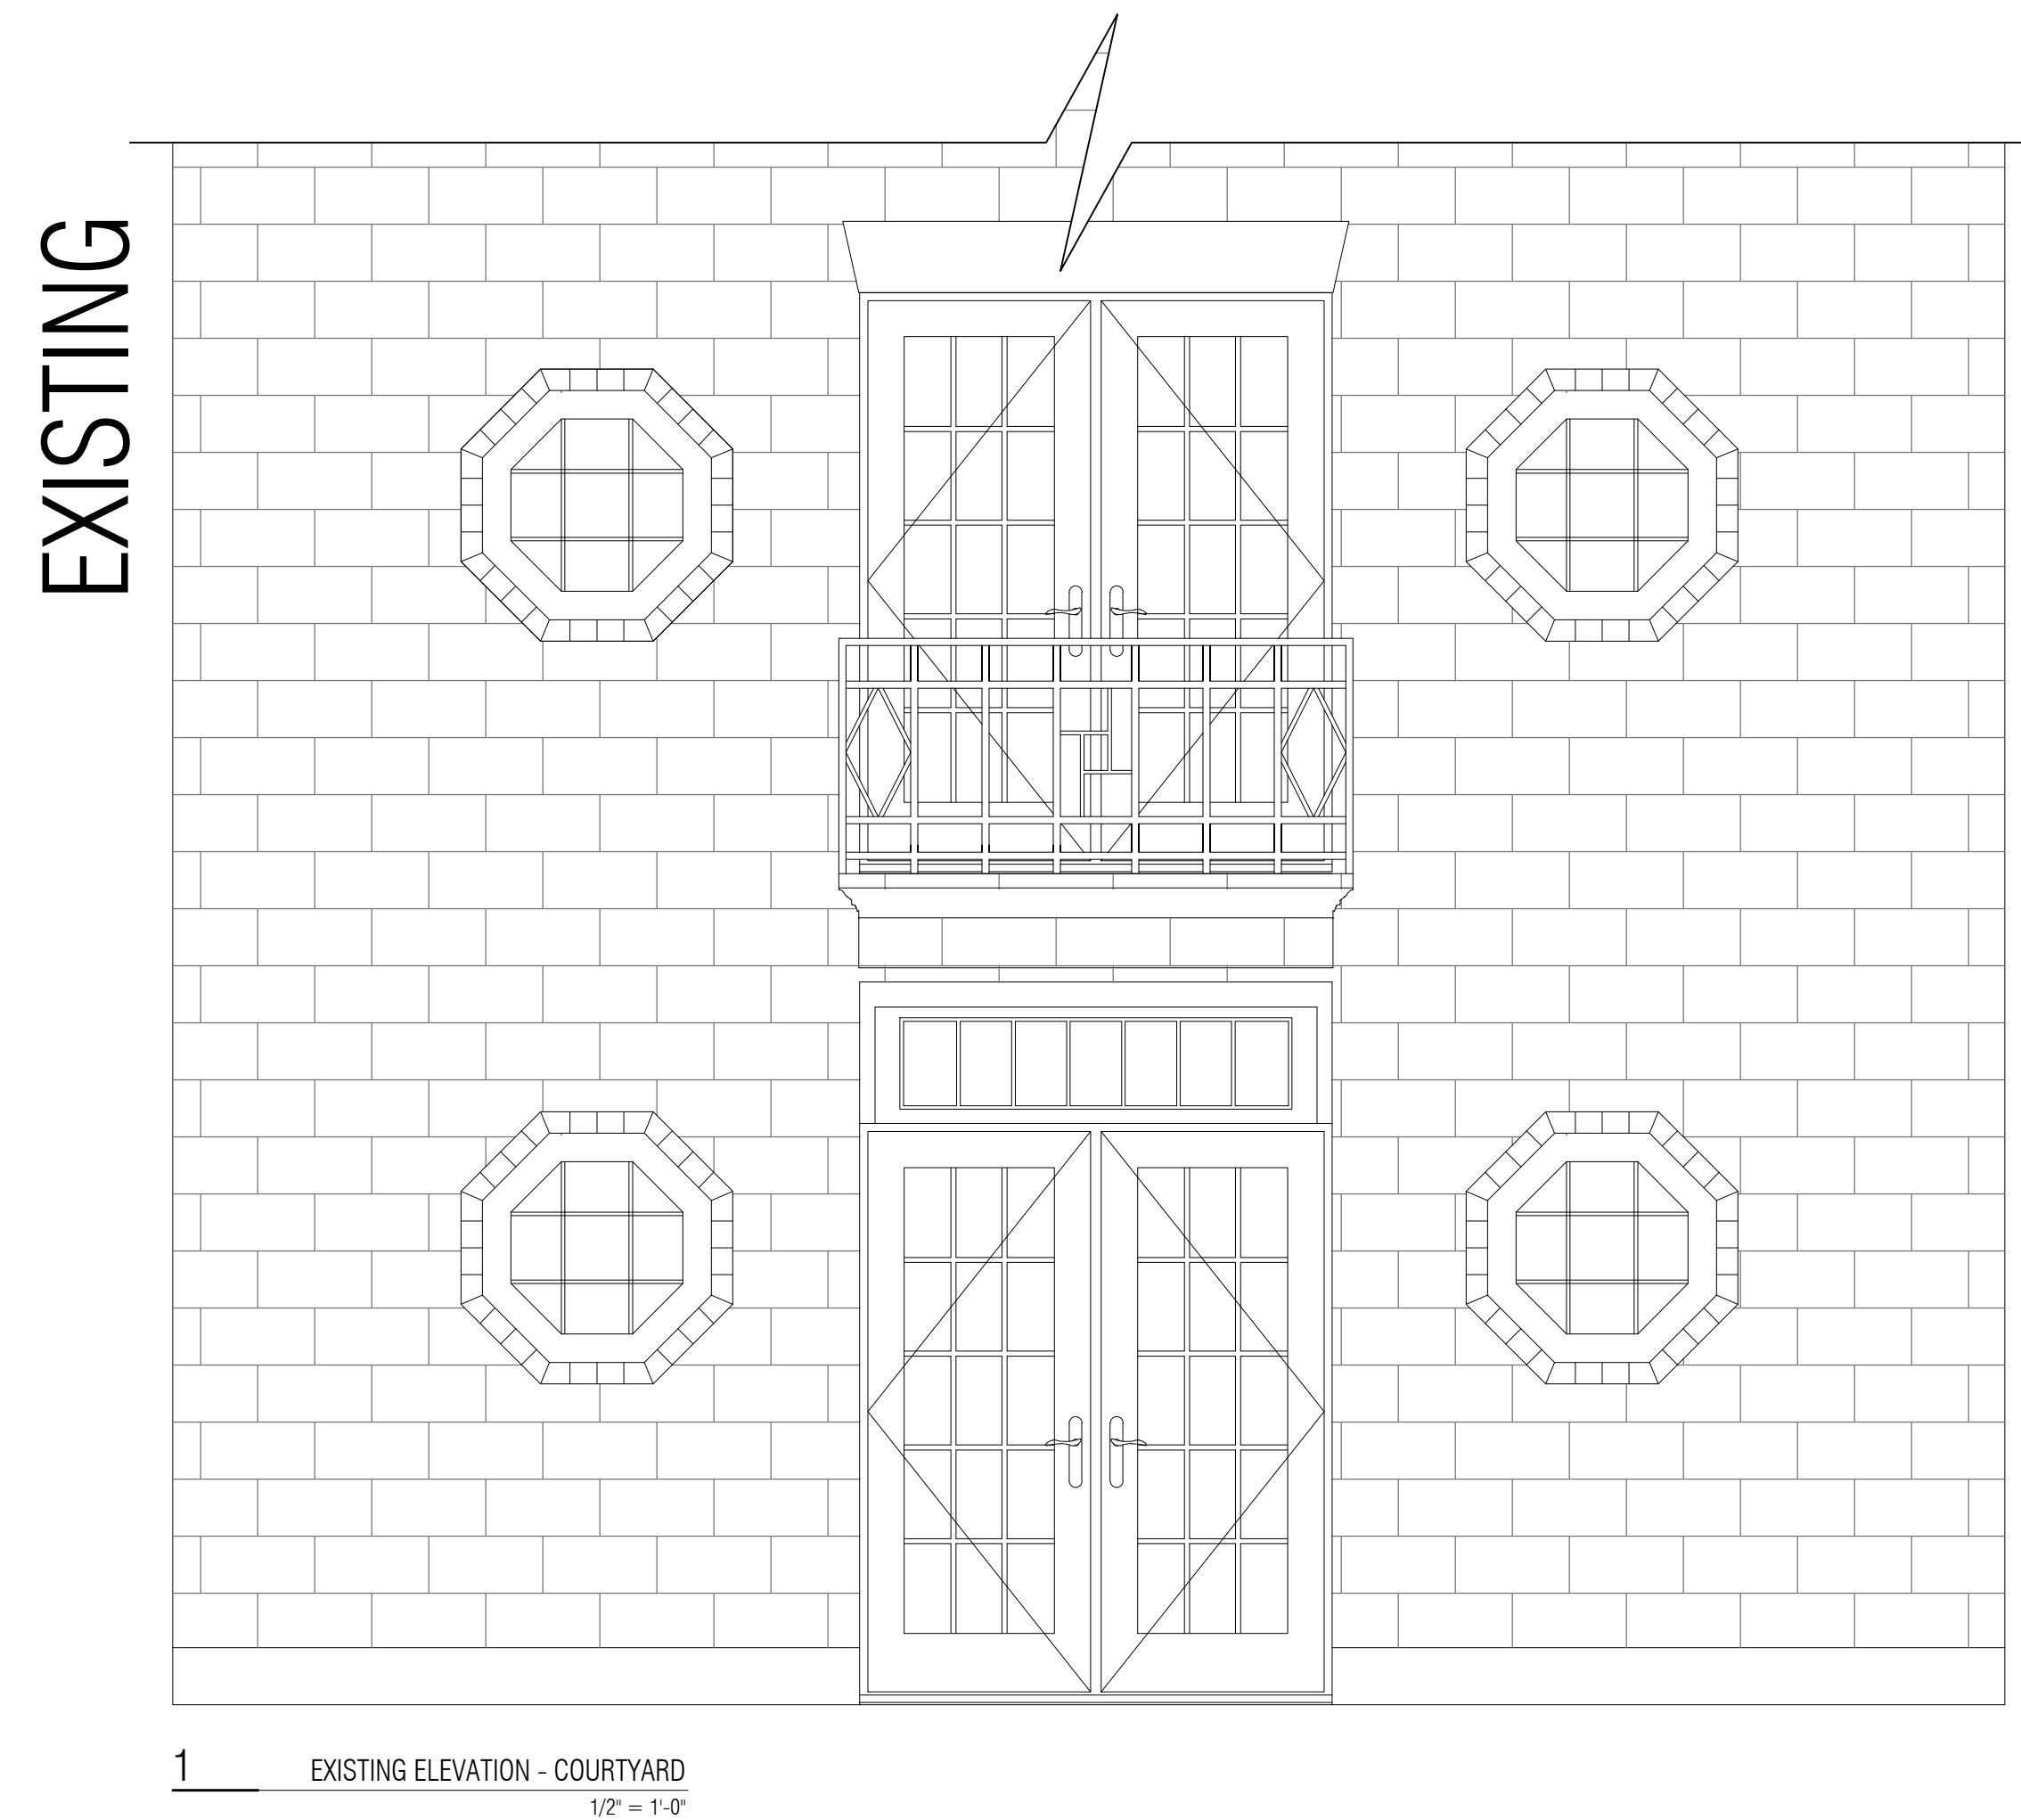 EXISTING
1 EXISTING ELEVATION - COURTYARD
1/2" = 1'-0"